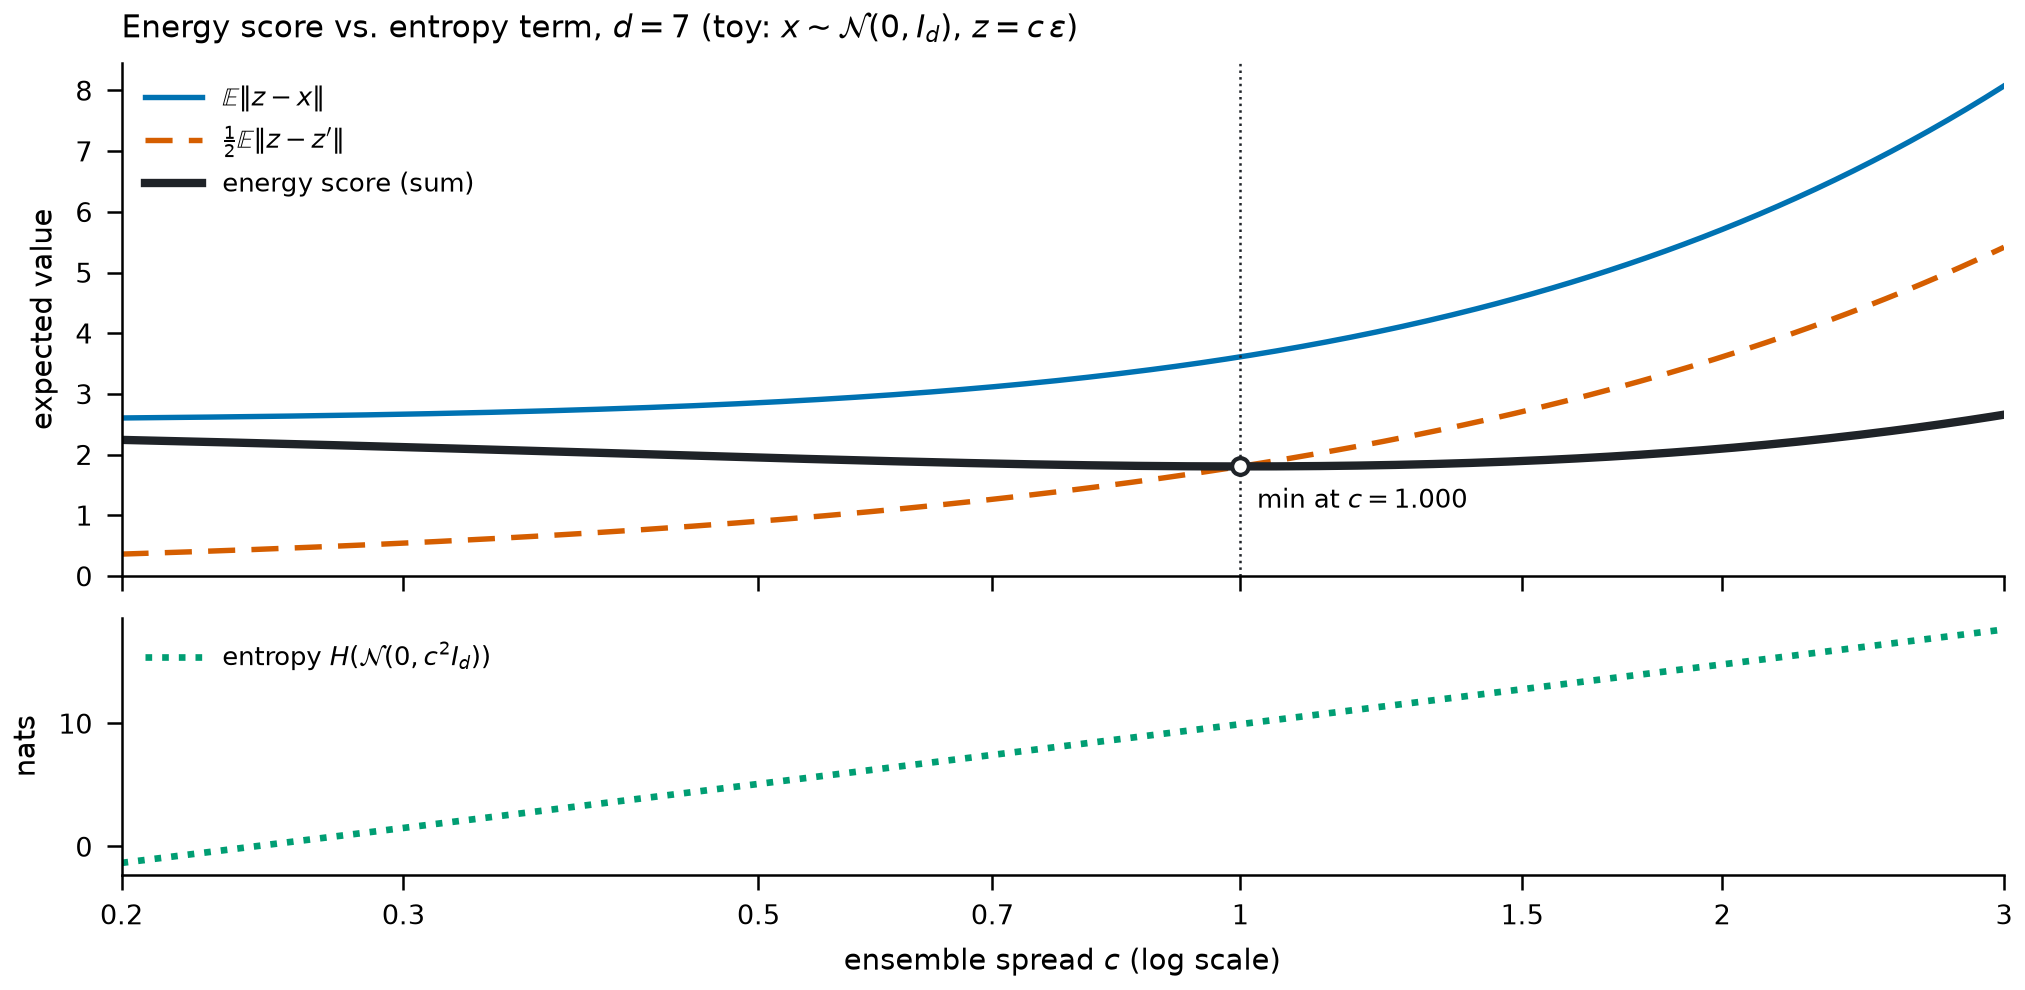 Energy score vs. entropy term, d = 7 (toy: x ∼ 𝒩(0, I_d), z = c ε)
8
7
6
5
4
3
2
1
0
expected value
𝔼‖z − x‖
½𝔼‖z − z′‖
energy score (sum)
min at c = 1.000
entropy H(𝒩(0, c²I_d))
10
0
nats
0.2 0.3 0.5 0.7 1 1.5 2 3
ensemble spread c (log scale)